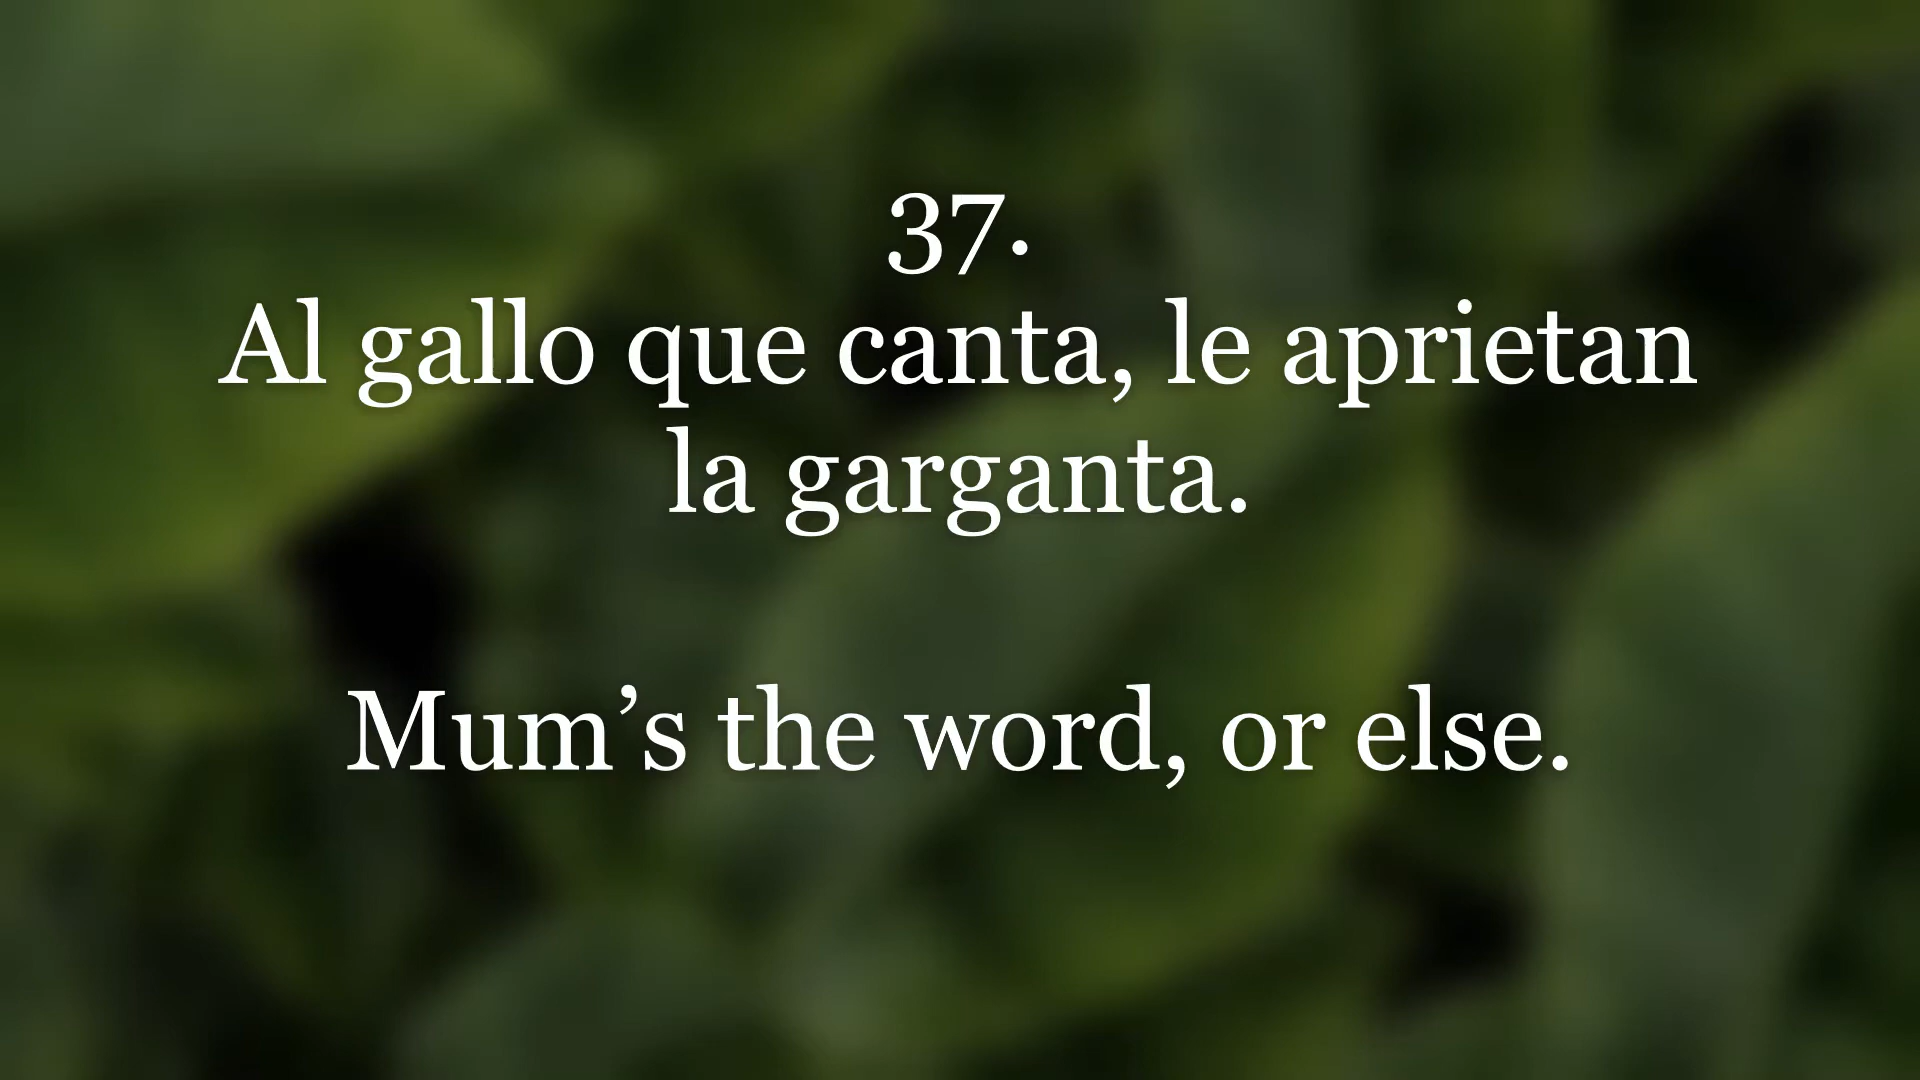 37.
Al gallo que canta, le aprietan
la garganta.
Mum’s the word, or else.